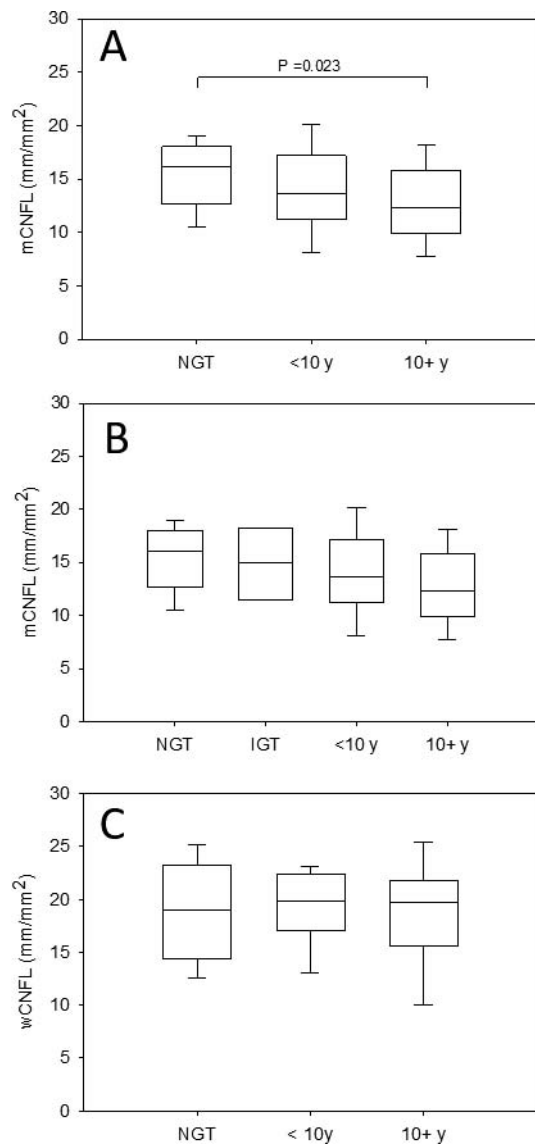 A
P =0.023
mCNFL (mm/mm²)
30
25
20
15
10
5
0
NGT <10 y 10+ y
B
mCNFL (mm/mm²)
30
25
20
15
10
5
0
NGT IGT <10 y 10+ y
C
wCNFL (mm/mm²)
30
25
20
15
10
5
0
NGT < 10y 10+ y